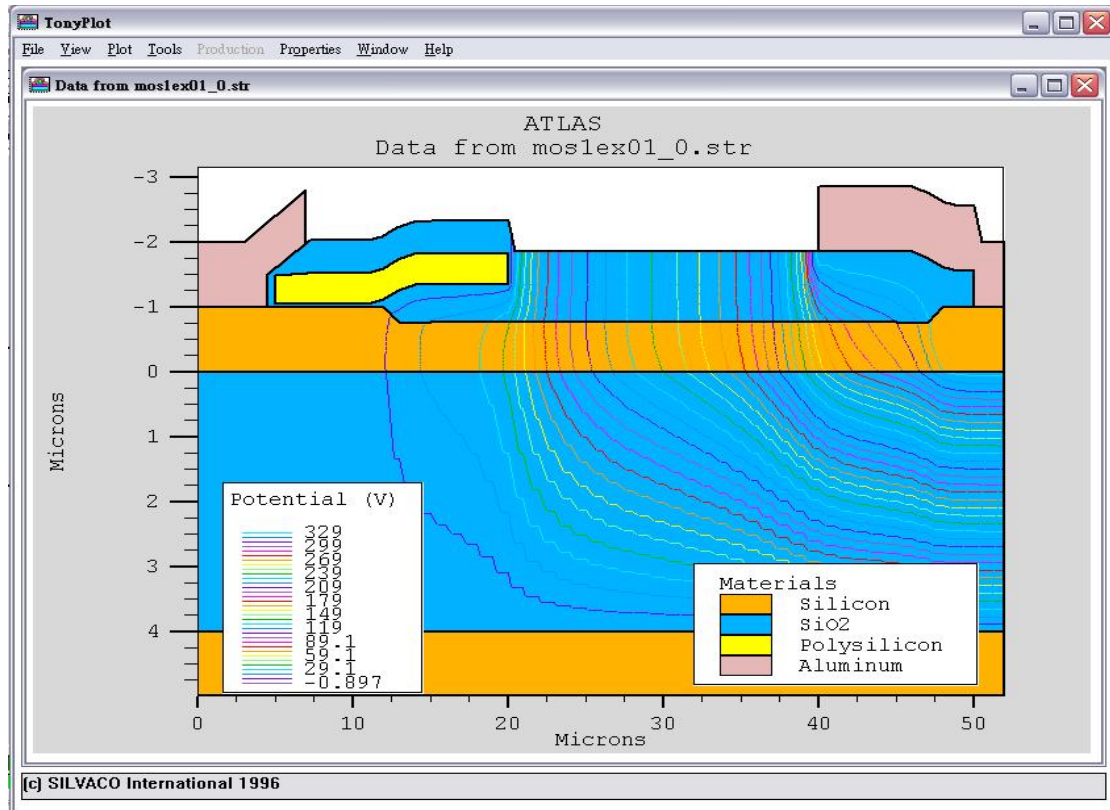 TonyPlot
File View Plot Tools Production Properties Window Help
Data from mos1ex01_0.str
ATLAS
Data from mos1ex01_0.str
-3
-2
-1
0
1
2
3
4
Microns
Potential (V)
329
299
269
239
209
179
149
119
89.1
59.1
29.1
-0.897
Materials
Silicon
SiO2
Polysilicon
Aluminum
0 10 20 30 40 50
Microns
(c) SILVACO International 1996